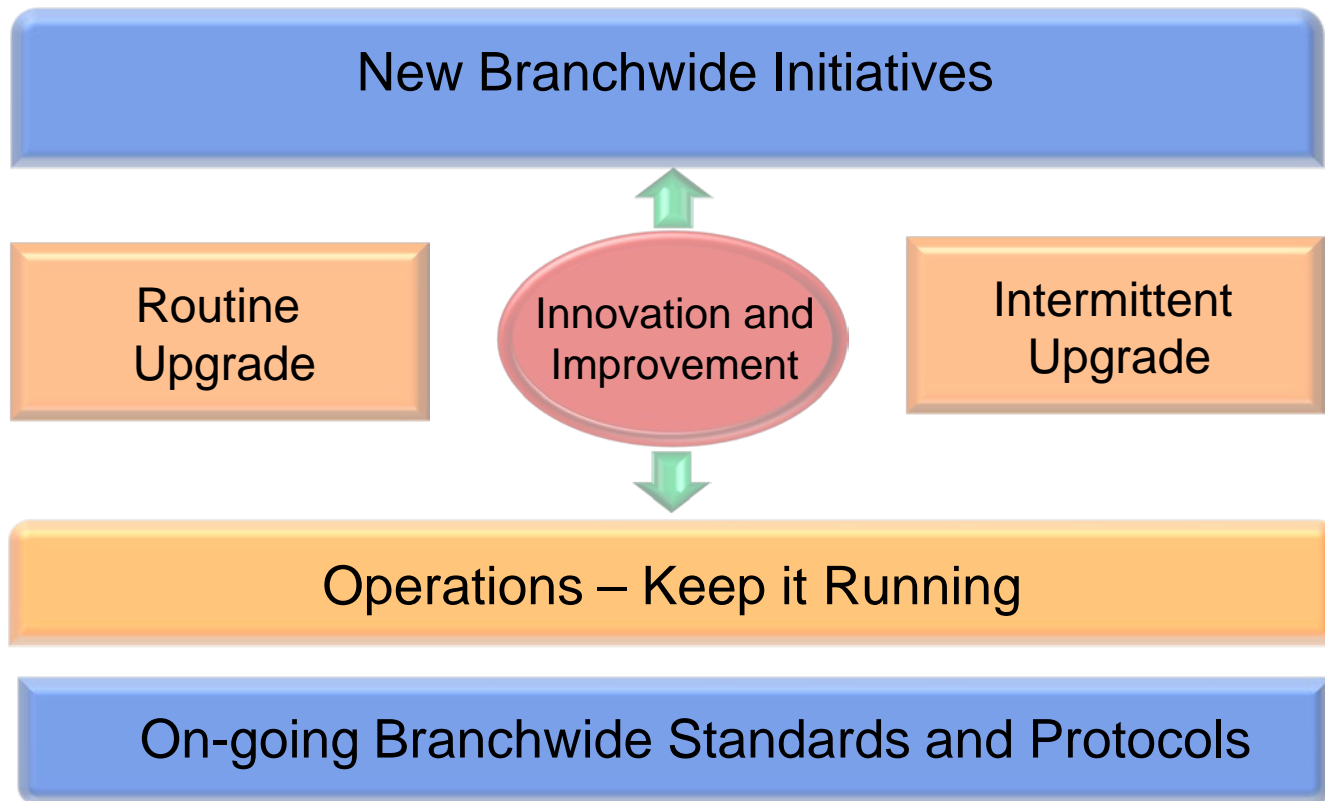 New Branchwide Initiatives
Routine
Upgrade
Innovation and
Improvement
Intermittent
Upgrade
Operations – Keep it Running
On-going Branchwide Standards and Protocols